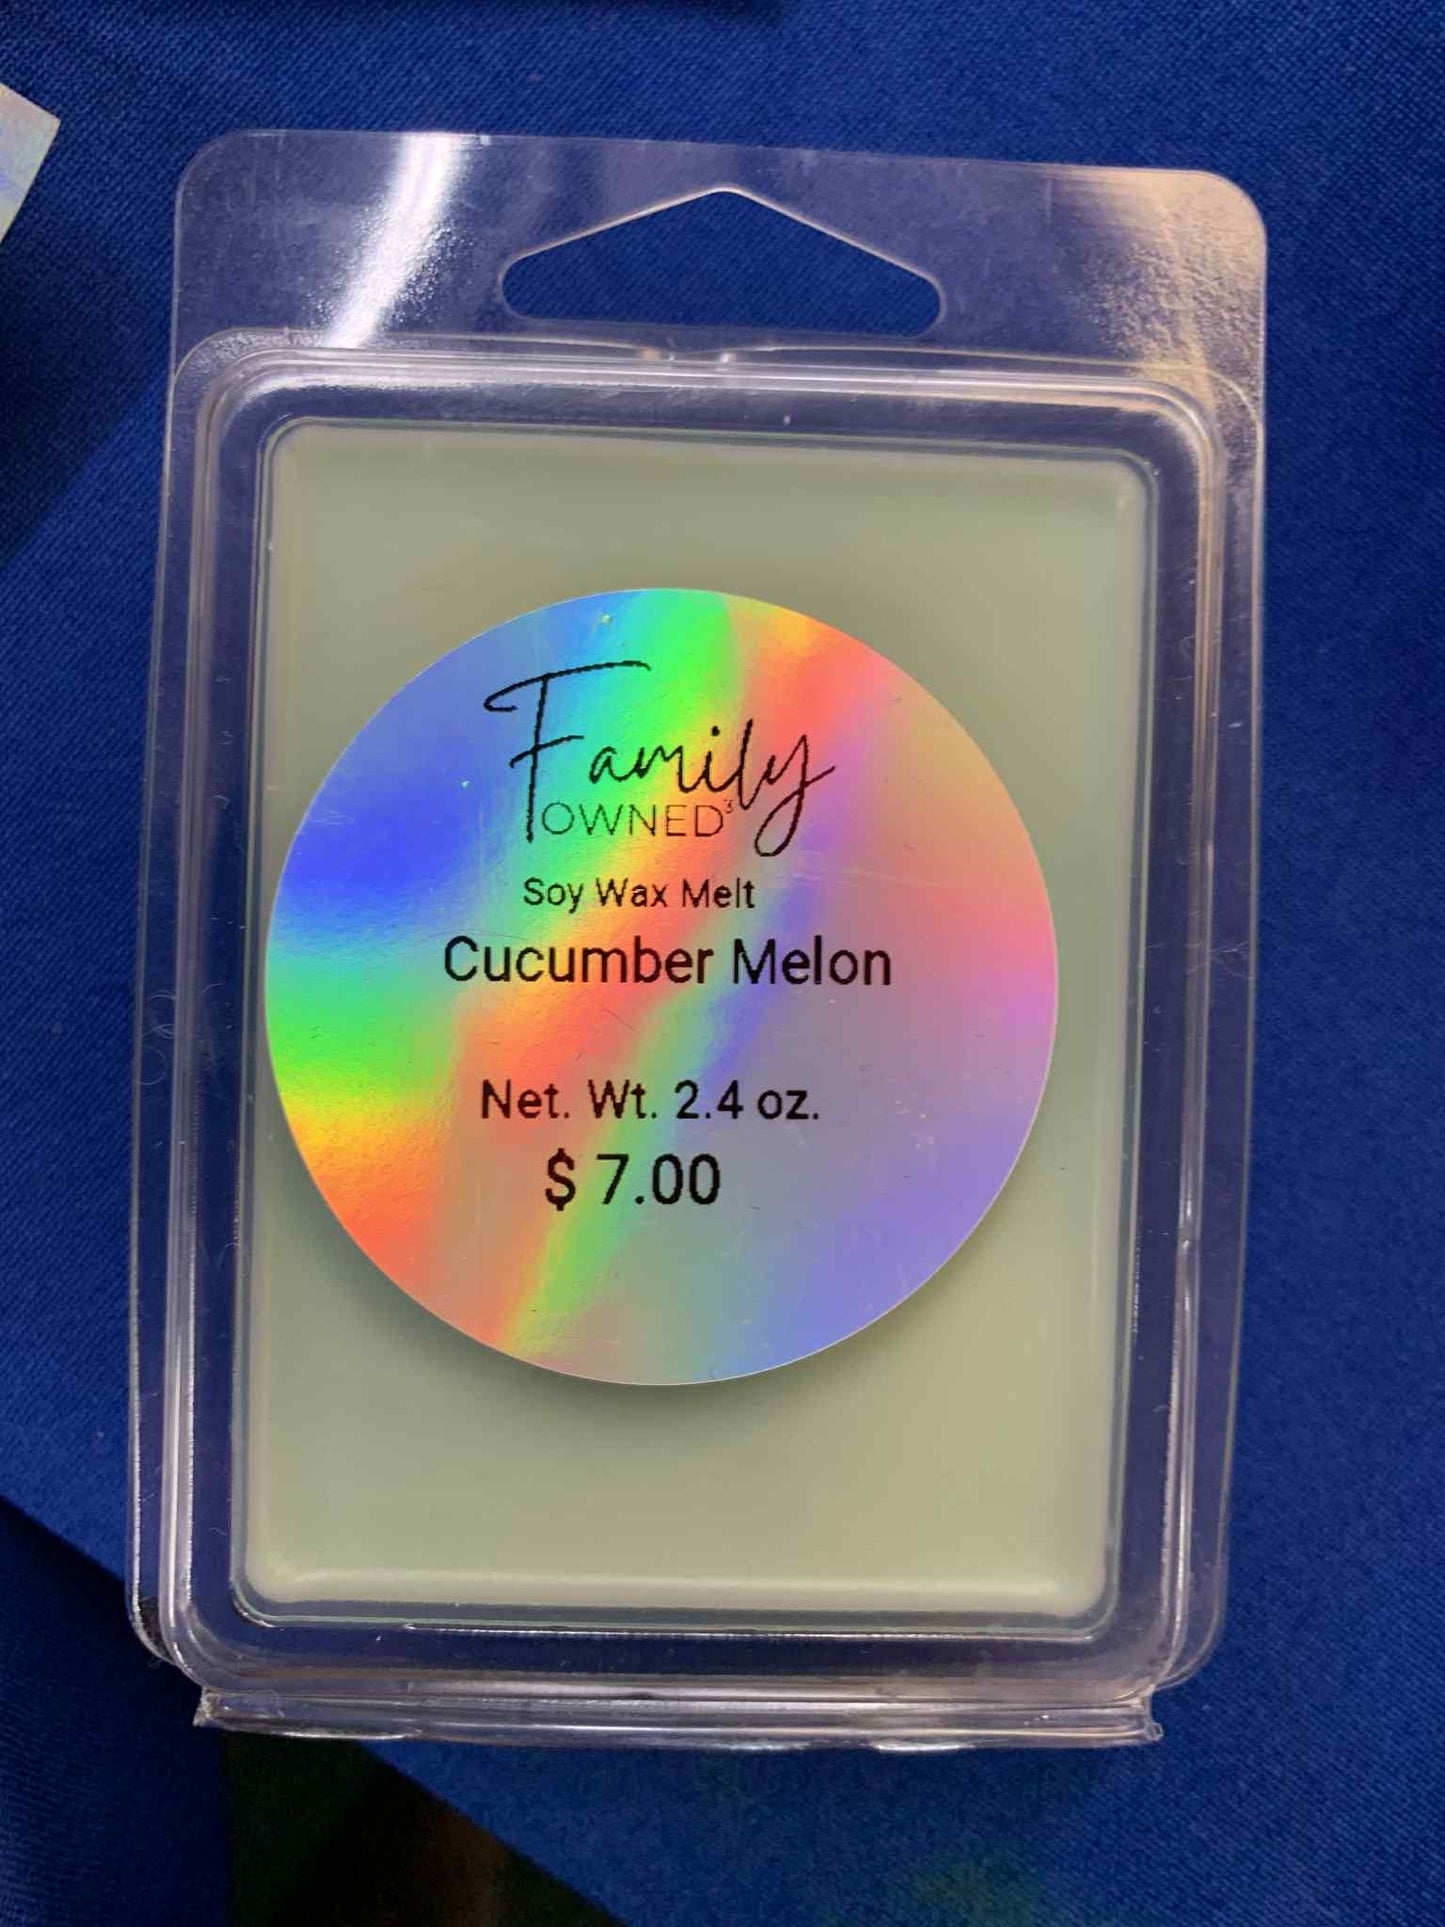 Family
OWNED³
Soy Wax Melt
Cucumber Melon
Net. Wt. 2.4 oz.
$ 7.00